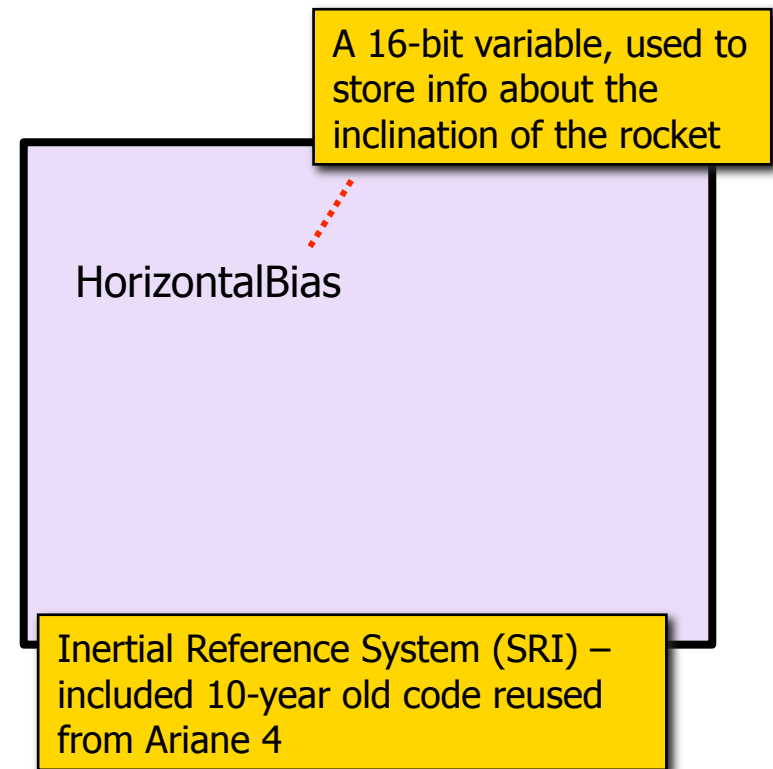 A 16-bit variable, used to
store info about the
inclination of the rocket
HorizontalBias
Inertial Reference System (SRI) –
included 10-year old code reused
from Ariane 4